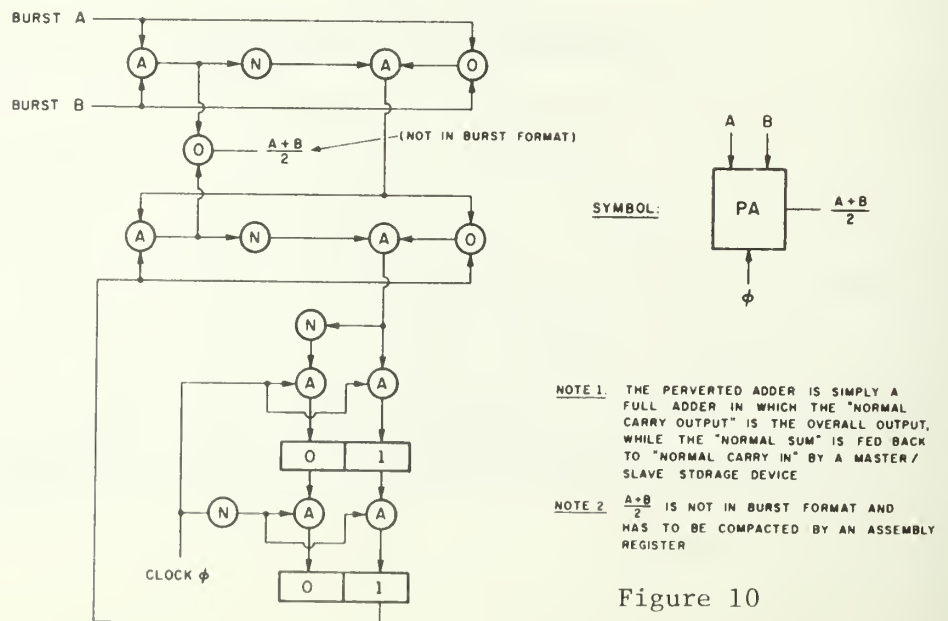 BURST A
A
N
A
O
BURST B
O
A+B
2
(NOT IN BURST FORMAT)
A
N
A
O
N
A
A
0
1
N
A
A
CLOCK ϕ
0
1
SYMBOL:
A
B
PA
A+B
2
ϕ
NOTE 1. THE PERVERTED ADDER IS SIMPLY A
FULL ADDER IN WHICH THE "NORMAL
CARRY OUTPUT" IS THE OVERALL OUTPUT,
WHILE THE "NORMAL SUM" IS FED BACK
TO "NORMAL CARRY IN" BY A MASTER/
SLAVE STORAGE DEVICE
NOTE 2 A+B/2 IS NOT IN BURST FORMAT AND
HAS TO BE COMPACTED BY AN ASSEMBLY
REGISTER
Figure 10